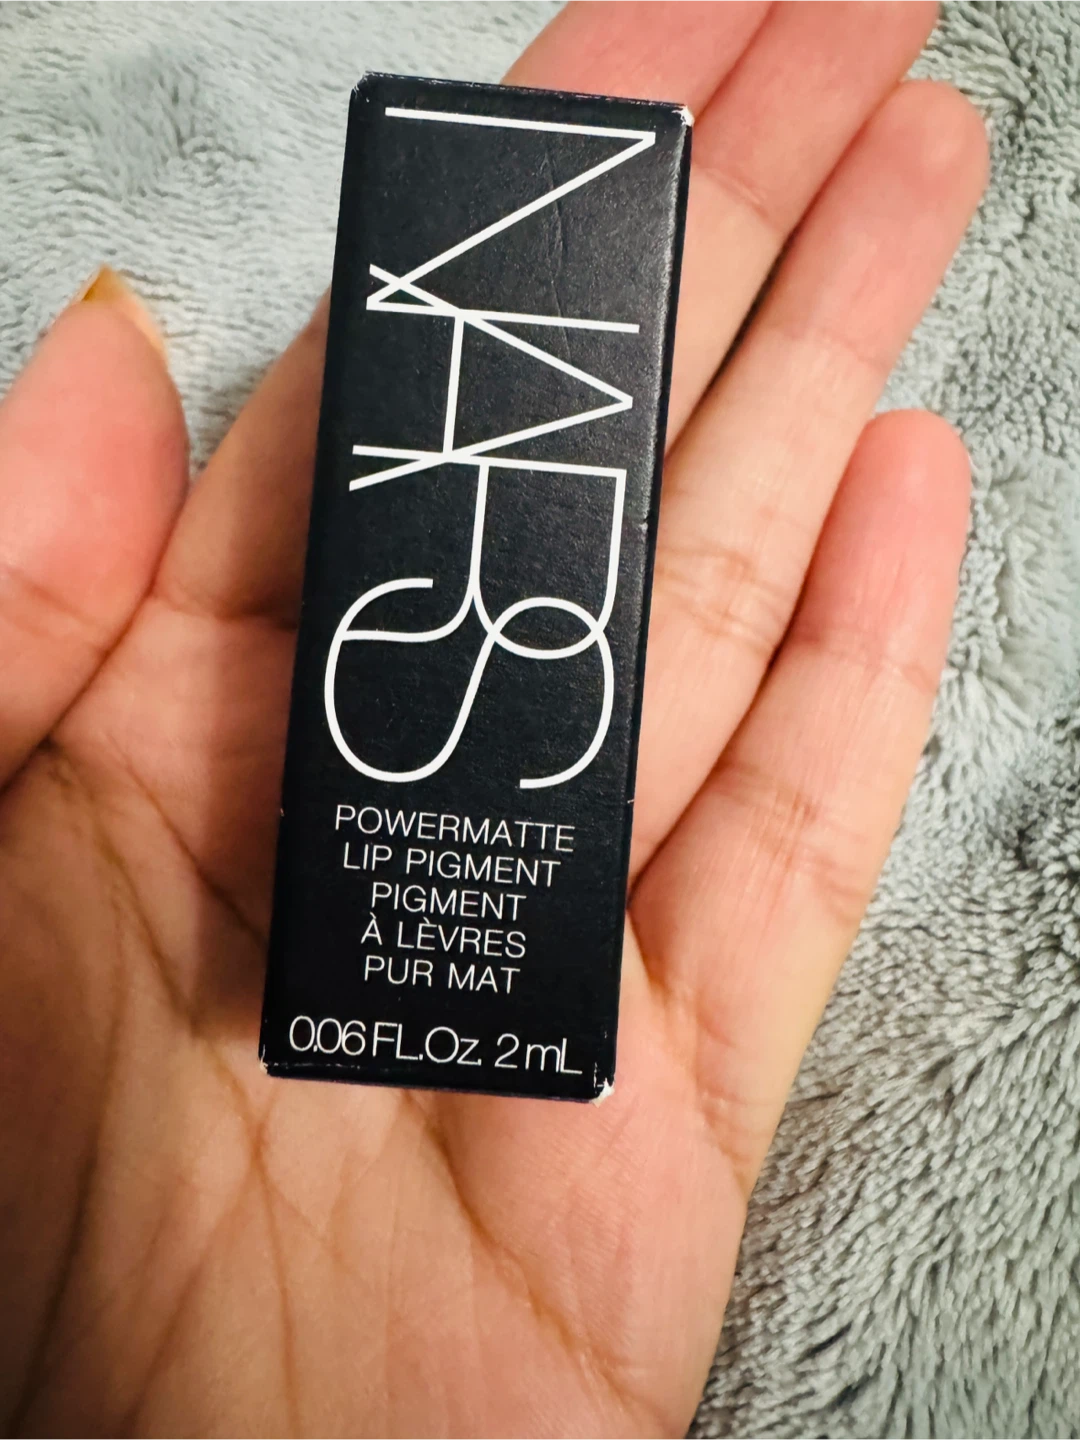 NARS
POWERMATTE
LIP PIGMENT
PIGMENT
À LÈVRES
PUR MAT
0.06 FL.Oz. 2 mL